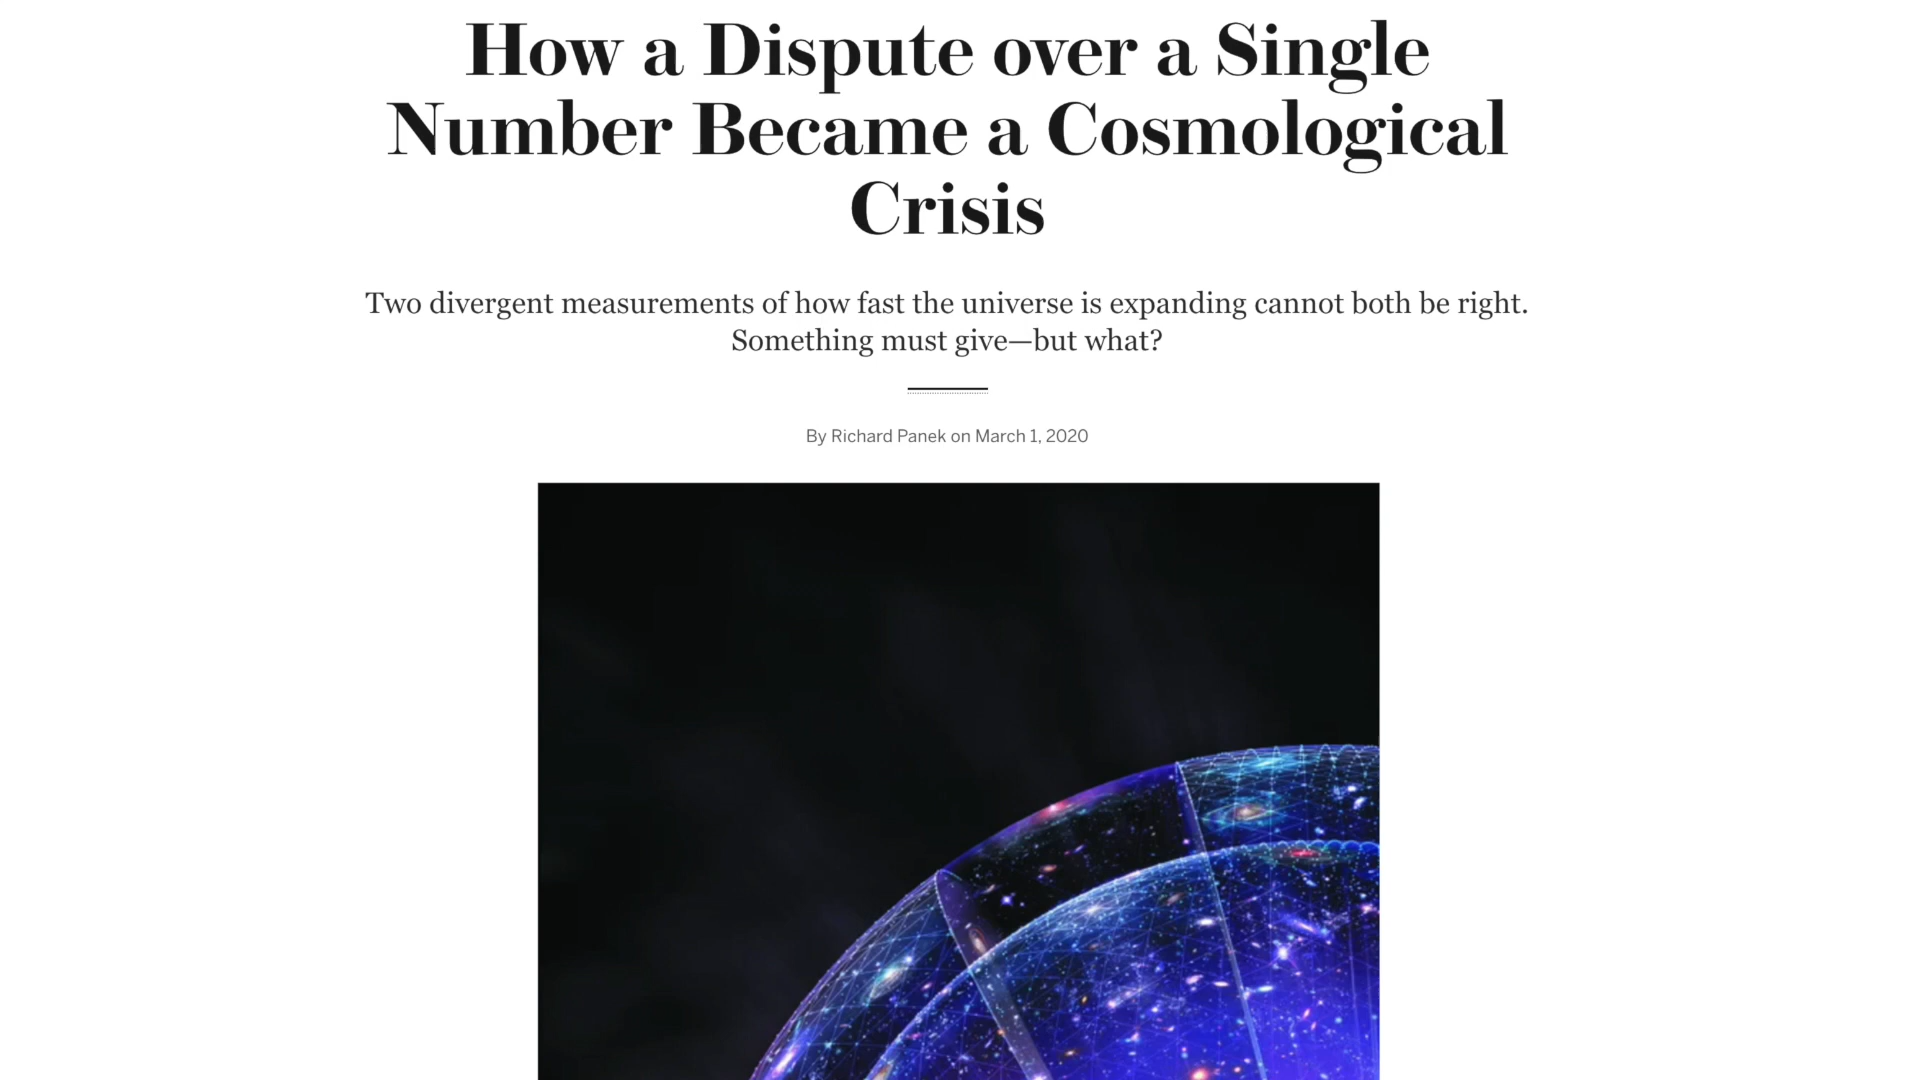 How a Dispute over a Single
Number Became a Cosmological
Crisis
Two divergent measurements of how fast the universe is expanding cannot both be right.
Something must give—but what?
By Richard Panek on March 1, 2020